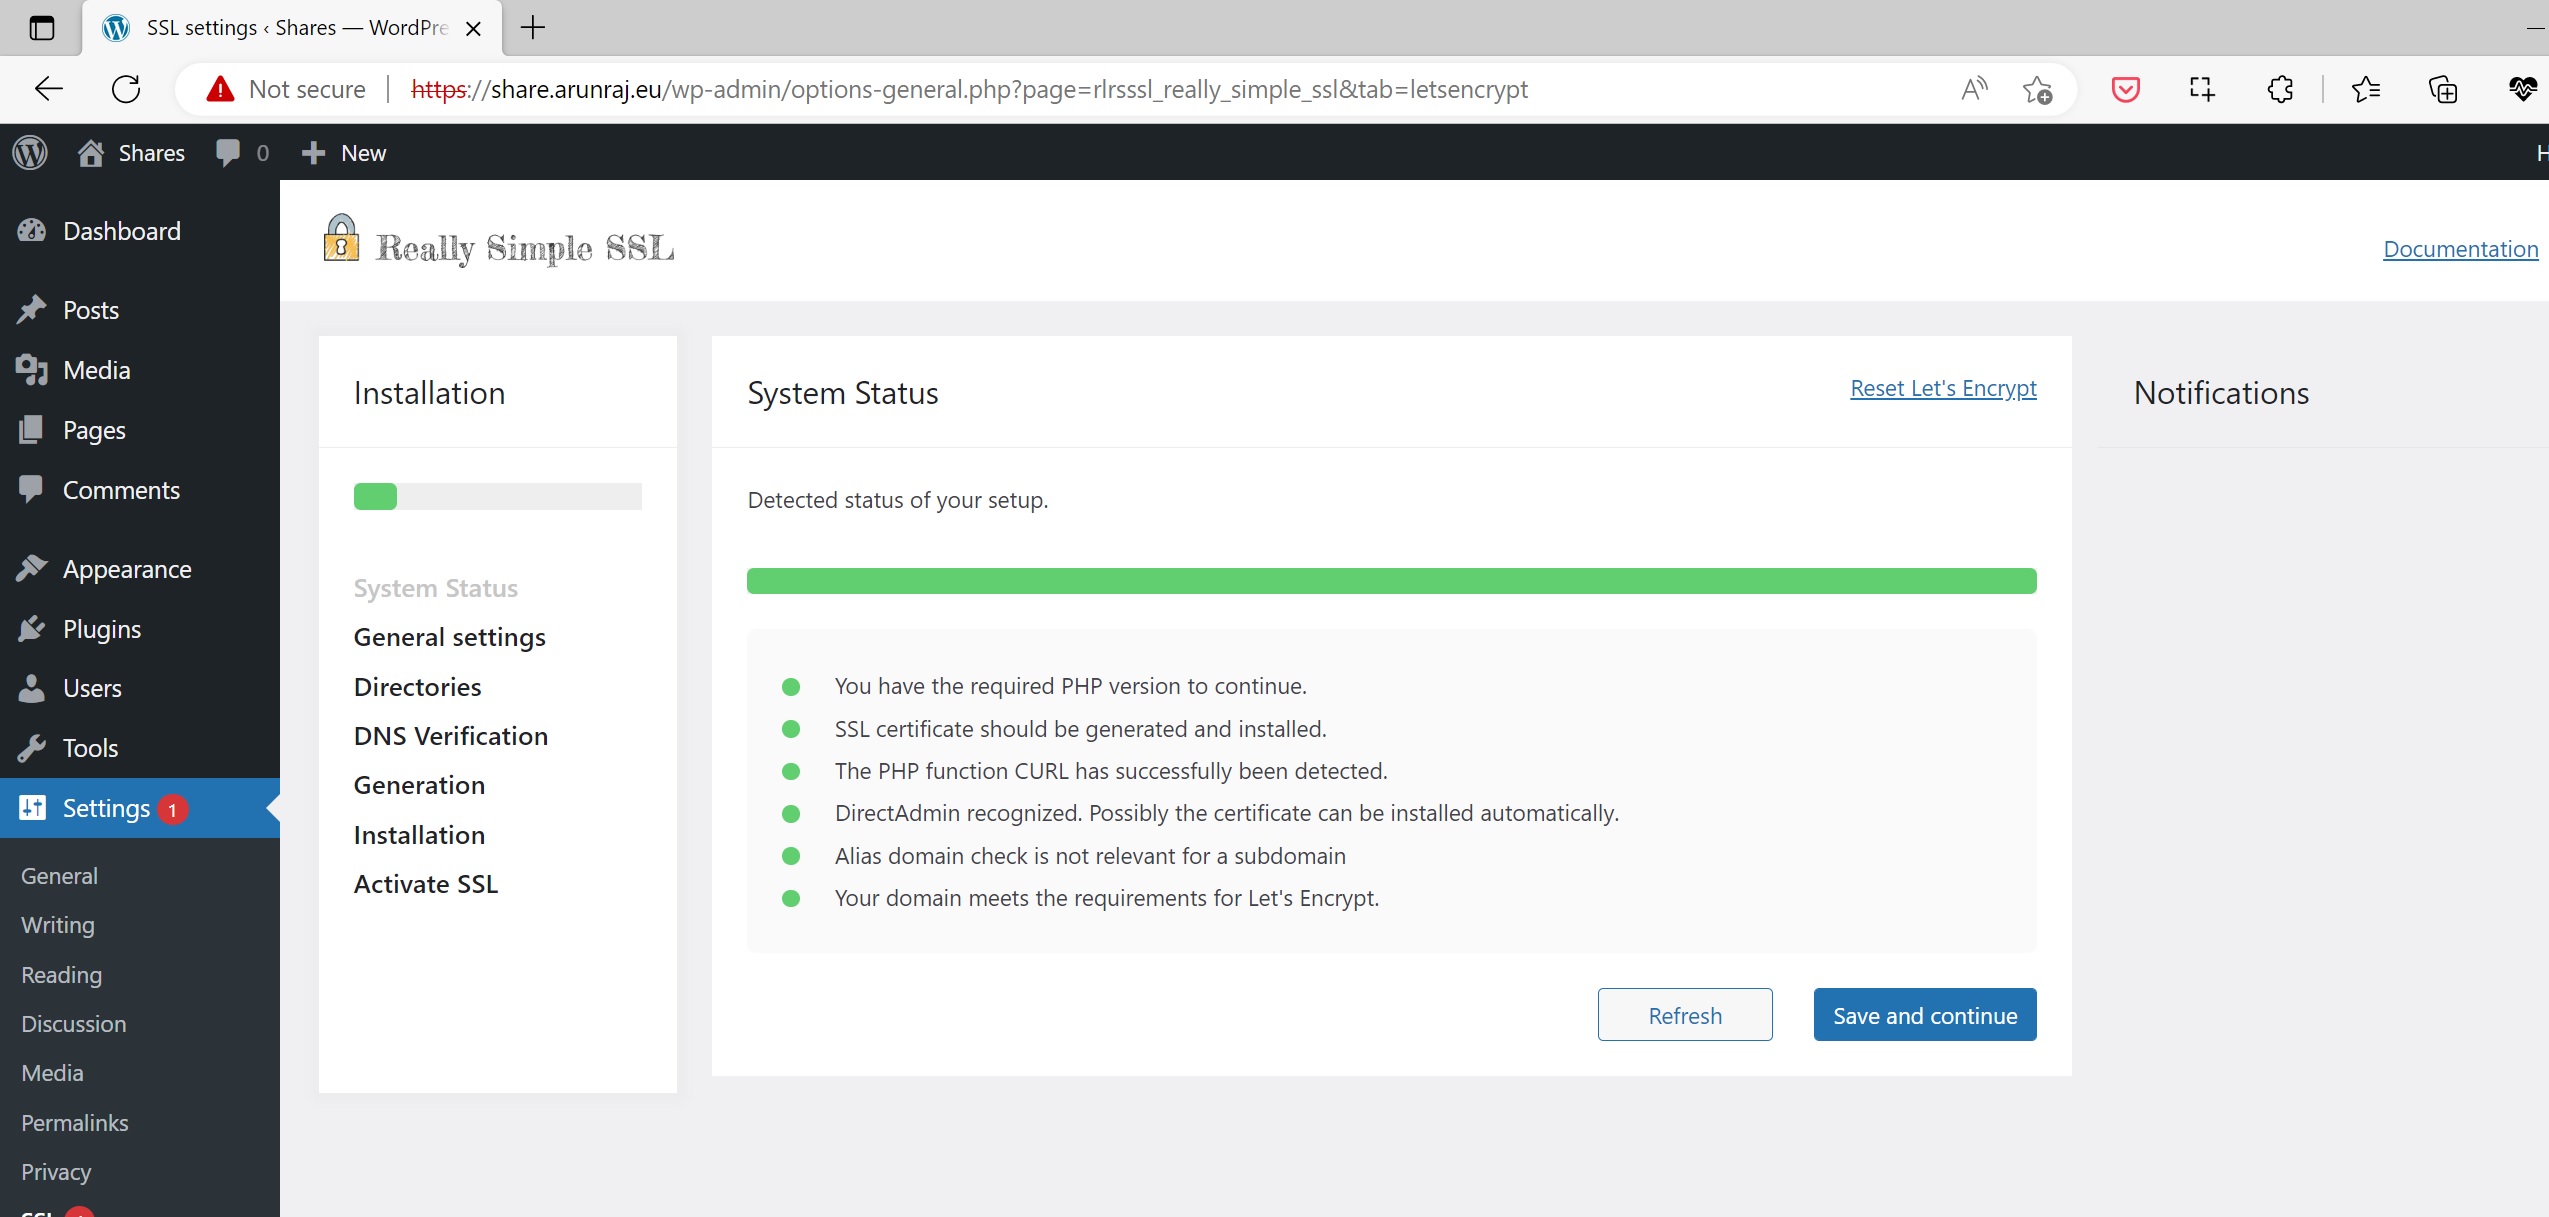 SSL settings ‹ Shares — WordPre
Not secure | https://share.arunraj.eu/wp-admin/options-general.php?page=rlrsssl_really_simple_ssl&tab=letsencrypt
Shares 0 New H
Dashboard
Posts
Media
Pages
Comments
Appearance
Plugins
Users
Tools
Settings 1
General
Writing
Reading
Discussion
Media
Permalinks
Privacy
SSL
Really Simple SSL
Documentation
Installation
System Status
General settings
Directories
DNS Verification
Generation
Installation
Activate SSL
System Status
Reset Let's Encrypt
Detected status of your setup.
You have the required PHP version to continue.
SSL certificate should be generated and installed.
The PHP function CURL has successfully been detected.
DirectAdmin recognized. Possibly the certificate can be installed automatically.
Alias domain check is not relevant for a subdomain
Your domain meets the requirements for Let's Encrypt.
Refresh
Save and continue
Notifications